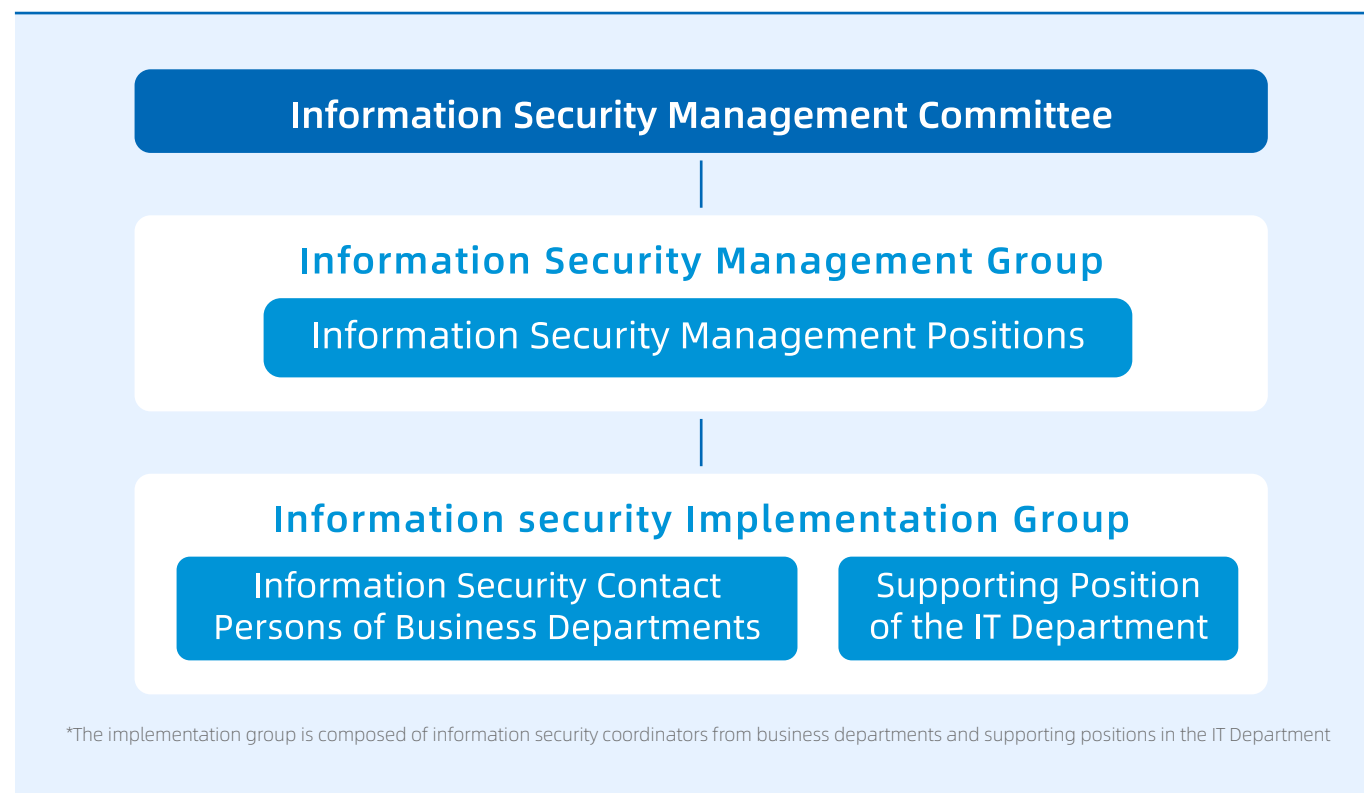 Information Security Management Committee
Information Security Management Group
Information Security Management Positions
Information security Implementation Group
Information Security Contact
Persons of Business Departments
Supporting Position
of the IT Department
*The implementation group is composed of information security coordinators from business departments and supporting positions in the IT Department